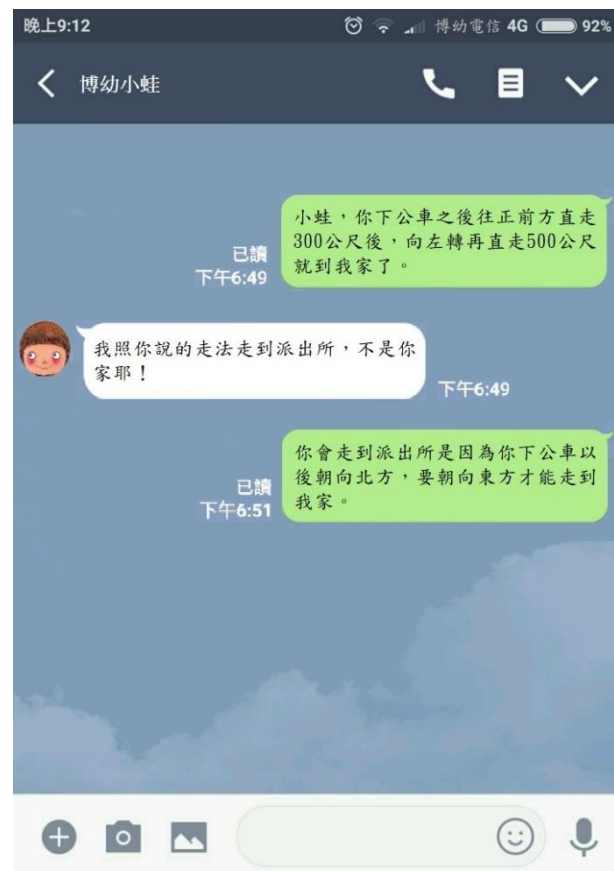 晚上9:12
博幼電信 4G 92%
博幼小蛙
小蛙，你下公車之後往正前方直走
300公尺後，向左轉再直走500公尺
就到我家了。
已讀
下午6:49
我照你說的走法走到派出所，不是你
家耶！
下午6:49
你會走到派出所是因為你下公車以
後朝向北方，要朝向東方才能走到
我家。
已讀
下午6:51